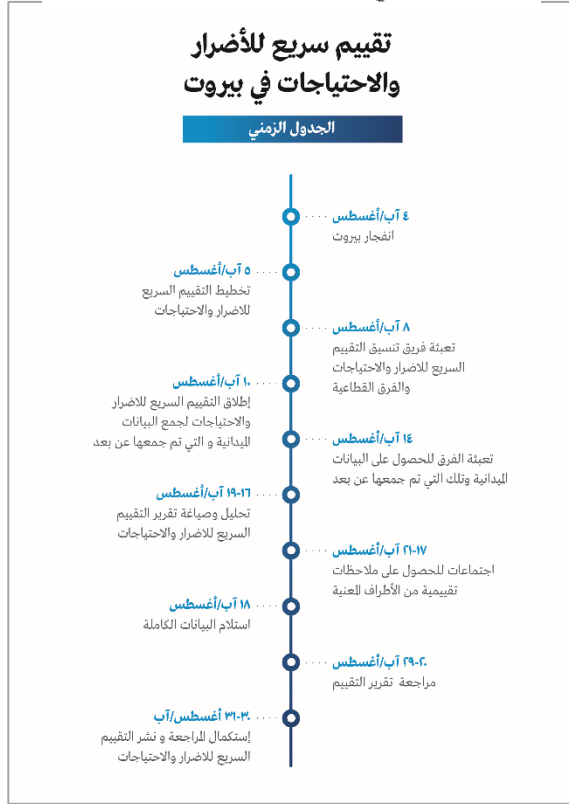 تقييم سريع للأضرار
والاحتياجات في بيروت
الجدول الزمني
٤ آب/أغسطس
انفجار بيروت
٥ آب/أغسطس
تخطيط التقييم السريع
للاضرار والاحتياجات
٨ آب/أغسطس
تعبئة فريق تنسيق التقييم
السريع للاضرار والاحتياجات
والفرق القطاعية
١٠ آب/أغسطس
إطلاق التقييم السريع للاضرار
والاحتياجات لجمع البيانات
الميدانية و التي تم جمعها عن بعد
١٤ آب/أغسطس
تعبئة الفرق للحصول على البيانات
الميدانية وتلك التي تم جمعها عن بعد
١٦-١٩ آب/أغسطس
تحليل وصياغة تقرير التقييم
السريع للاضرار والاحتياجات
١٧-٢١ آب/أغسطس
اجتماعات للحصول على ملاحظات
تقييمية من الأطراف المعنية
١٨ آب/أغسطس
استلام البيانات الكاملة
٢٠-٢٩ آب/أغسطس
مراجعة تقرير التقييم
٣٠-٣١ أغسطس/آب
إستكمال المراجعة و نشر التقييم
السريع للاضرار والاحتياجات